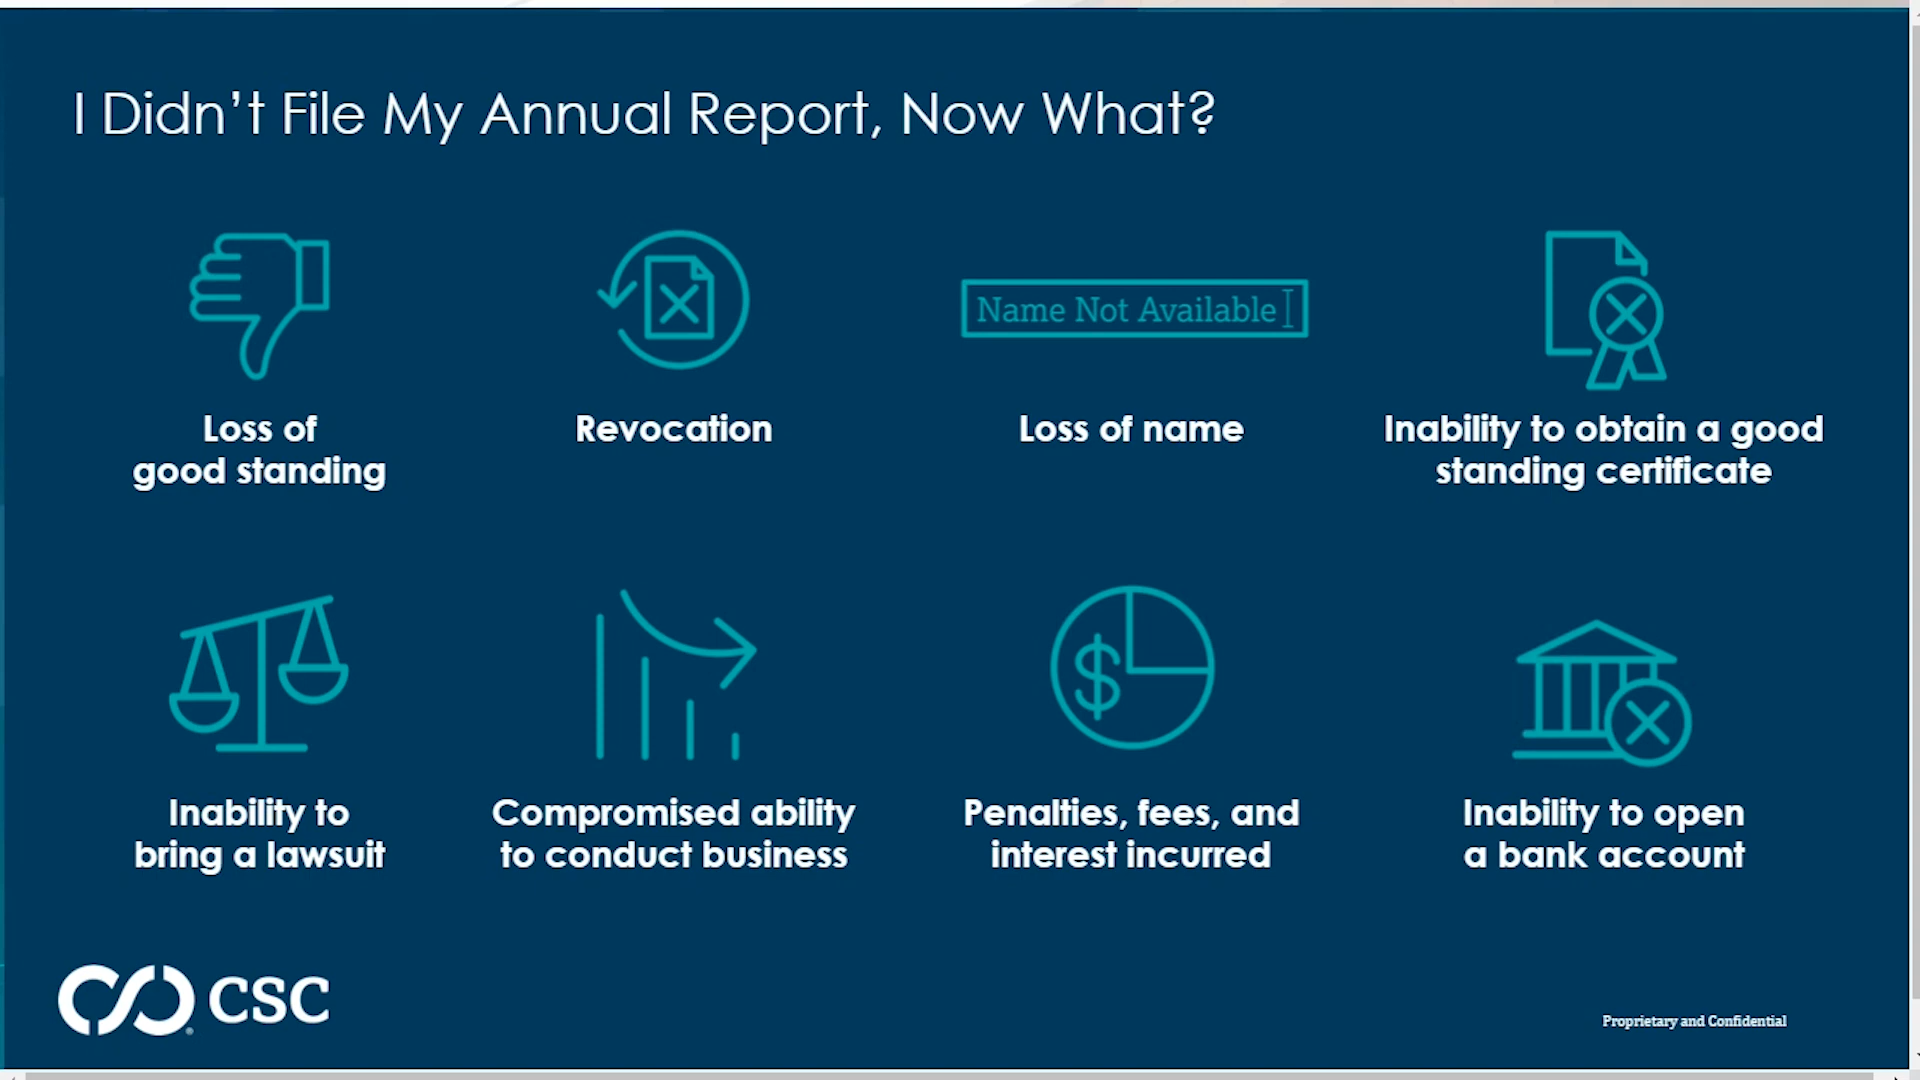 I Didn’t File My Annual Report, Now What?
Name Not Available
Loss of
good standing
Revocation
Loss of name
Inability to obtain a good
standing certificate
$
Inability to
bring a lawsuit
Compromised ability
to conduct business
Penalties, fees, and
interest incurred
Inability to open
a bank account
CSC
Proprietary and Confidential